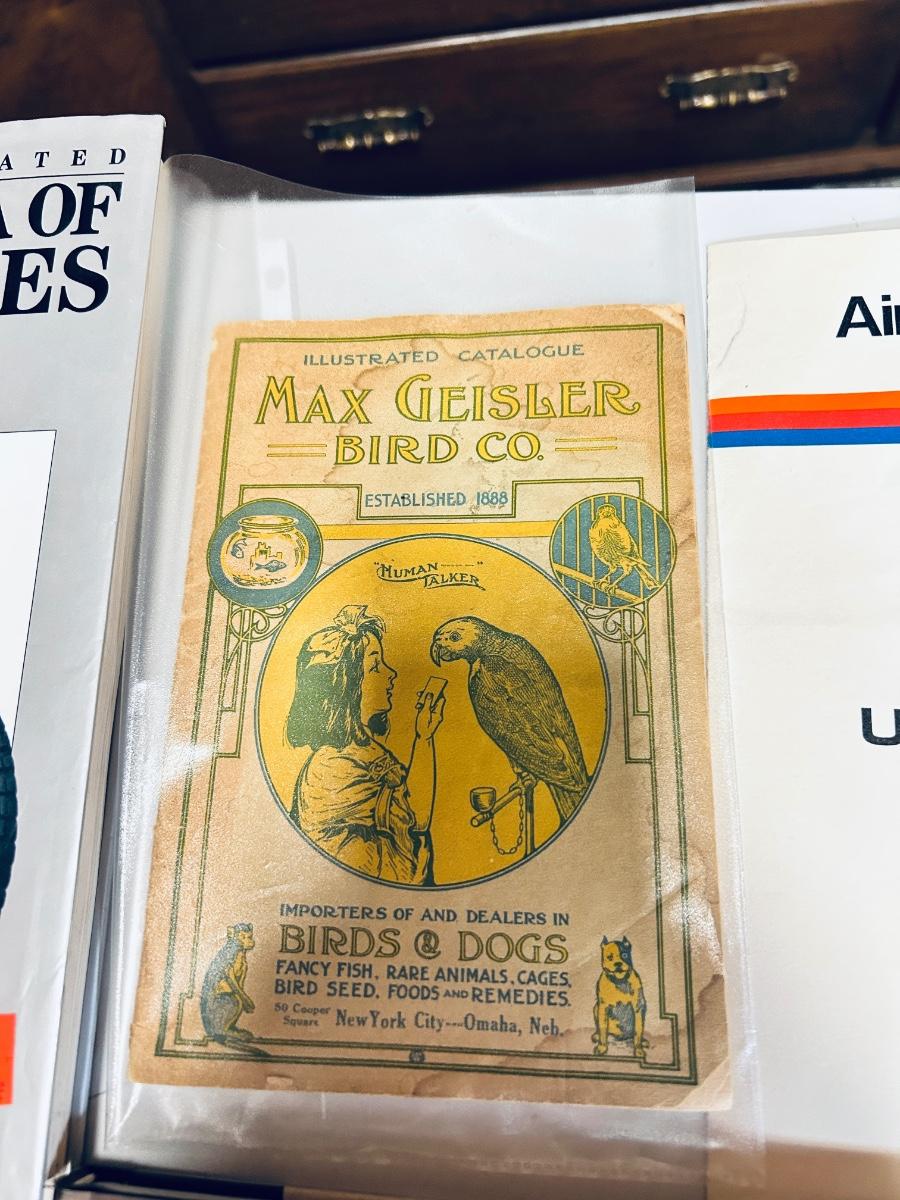 ATED
A OF
ES
ILLUSTRATED CATALOGUE
MAX GEISLER
BIRD CO.
ESTABLISHED 1888
"HUMAN
TALKER"
IMPORTERS OF AND DEALERS IN
BIRDS & DOGS
FANCY FISH, RARE ANIMALS, CAGES,
BIRD SEED, FOODS AND REMEDIES.
50 Cooper
Square
New York City---Omaha, Neb.
Air
U